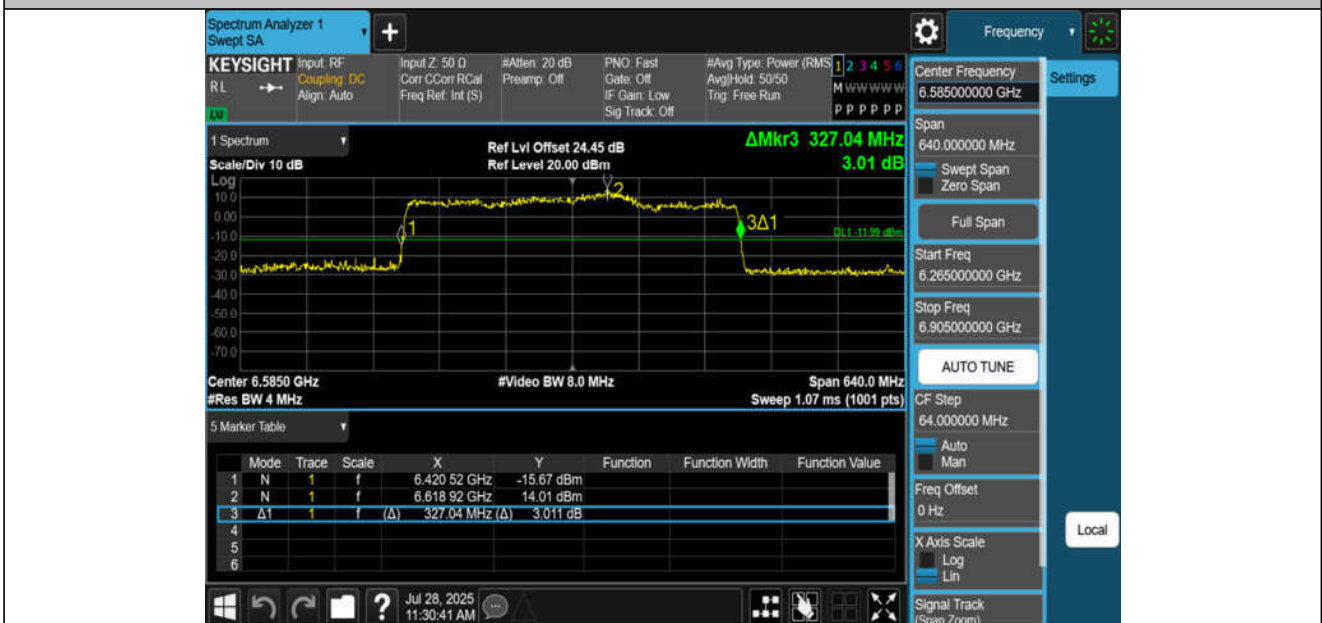 Spectrum Analyzer 1
Swept SA
+
Frequency
KEYSIGHT
RL
LU
Input: RF
Coupling: DC
Align: Auto
Input Z: 50 Ω
Corr CCorr RCal
Freq Ref: Int (S)
#Atten: 20 dB
Preamp: Off
PNO: Fast
Gate: Off
IF Gain: Low
Sig Track: Off
#Avg Type: Power (RMS
Avg|Hold: 50/50
Trig: Free Run
1 2 3 4 5 6
M W W W W W
P P P P P P
1 Spectrum
Scale/Div 10 dB
Ref Lvl Offset 24.45 dB
Ref Level 20.00 dBm
ΔMkr3 327.04 MHz
3.01 dB
Log
10.0
0.00
-10.0
-20.0
-30.0
-40.0
-50.0
-60.0
-70.0
1
2
3Δ1
DL1 -11.99 dBm
Center 6.5850 GHz
#Video BW 8.0 MHz
Span 640.0 MHz
#Res BW 4 MHz
Sweep 1.07 ms (1001 pts)
5 Marker Table
Mode Trace Scale X Y Function Function Width Function Value
1 N 1 f 6.420 52 GHz -15.67 dBm
2 N 1 f 6.618 92 GHz 14.01 dBm
3 Δ1 1 f (Δ) 327.04 MHz (Δ) 3.011 dB
4
5
6
?
Jul 28, 2025
11:30:41 AM
Center Frequency
6.585000000 GHz
Settings
Span
640.000000 MHz
Swept Span
Zero Span
Full Span
Start Freq
6.265000000 GHz
Stop Freq
6.905000000 GHz
AUTO TUNE
CF Step
64.000000 MHz
Auto
Man
Freq Offset
0 Hz
X Axis Scale
Log
Lin
Signal Track
(Span Zoom)
Local